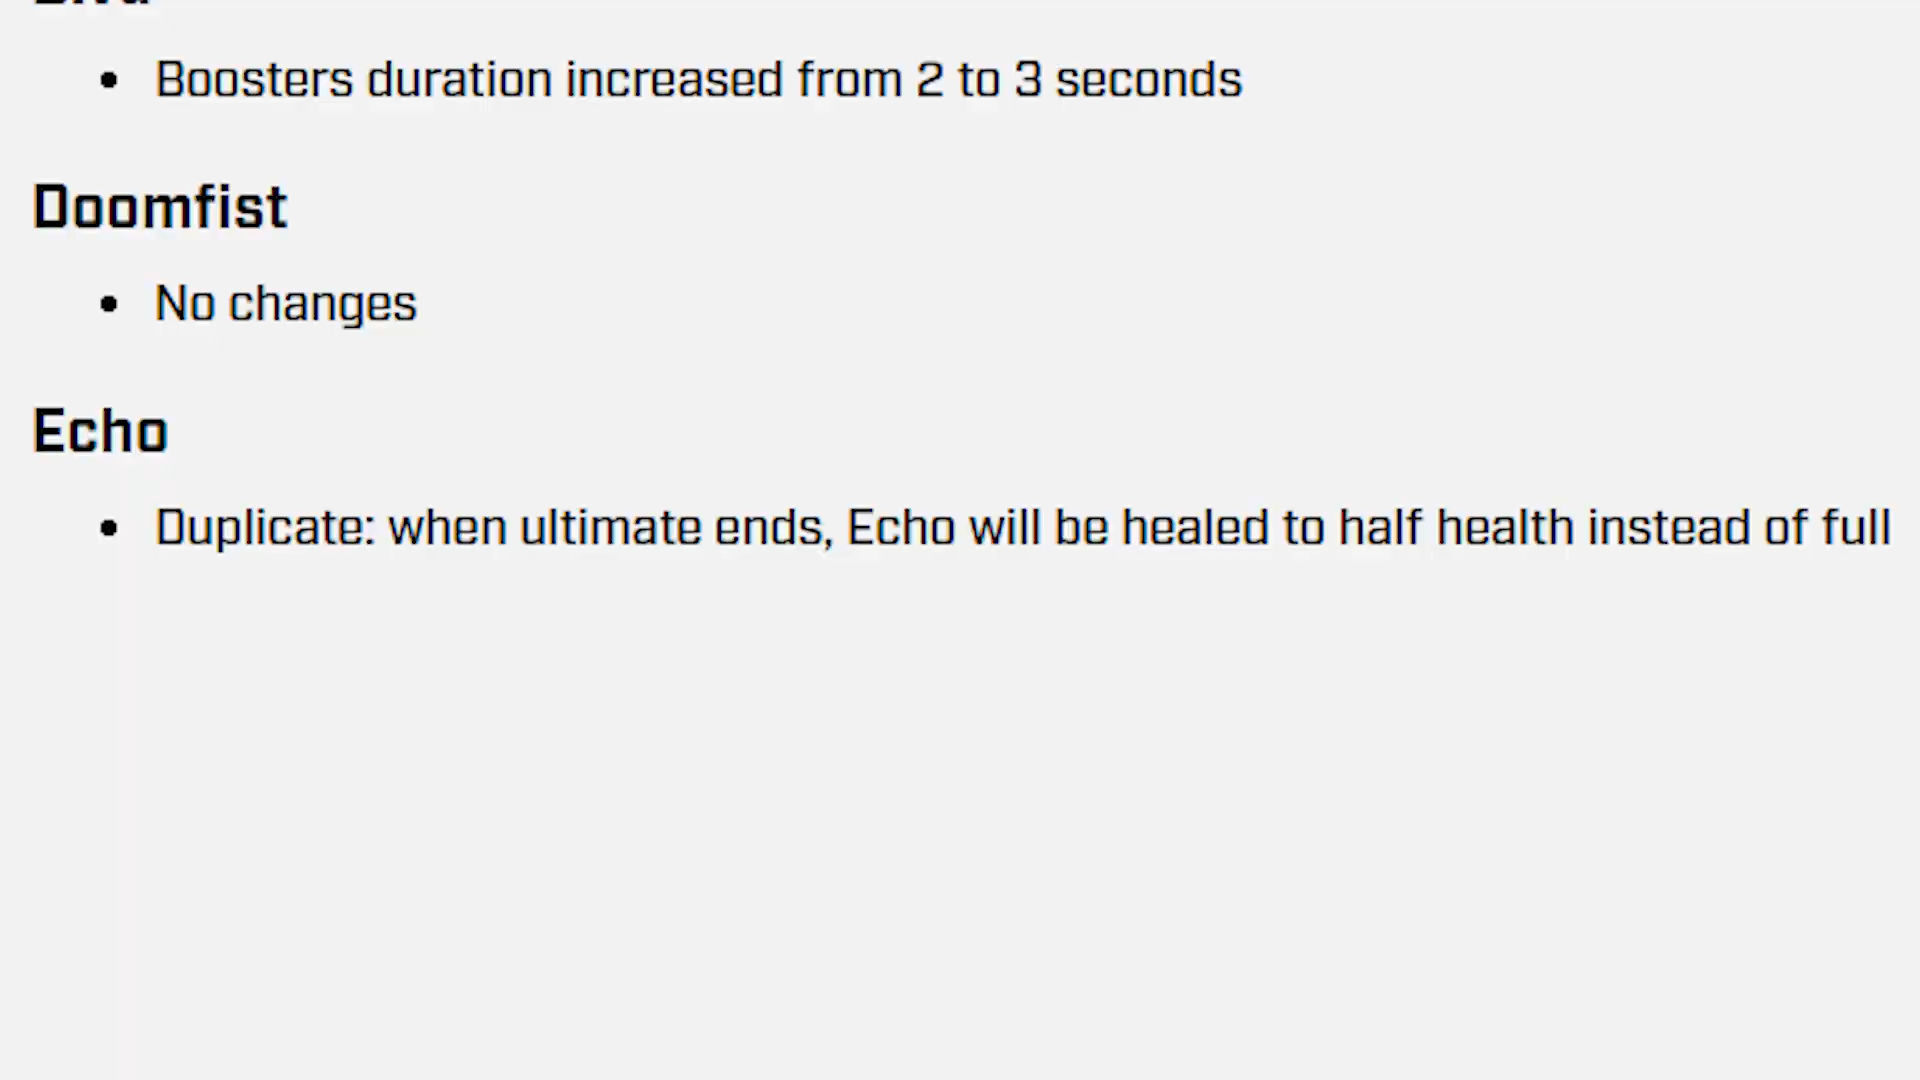 Boosters duration increased from 2 to 3 seconds
Doomfist
No changes
Echo
Duplicate: when ultimate ends, Echo will be healed to half health instead of full